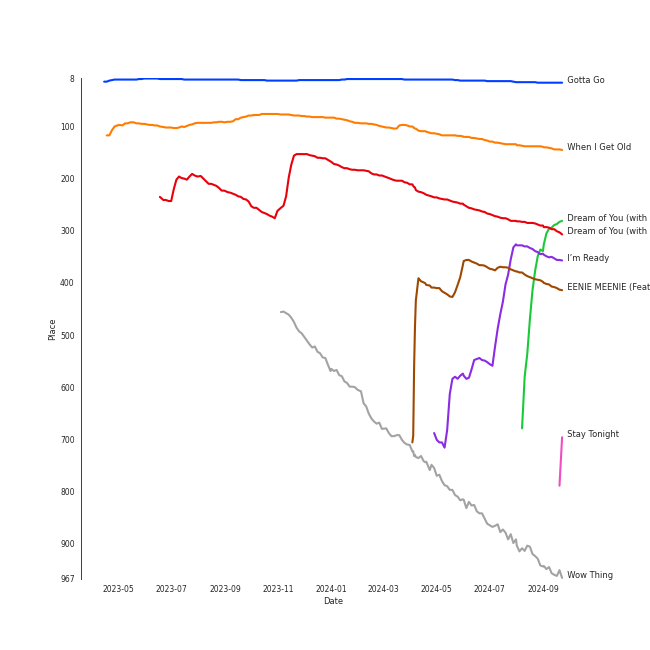 8
Gotta Go
100
When I Get Old
200
Dream of You (with
300
Dream of You (with
I'm Ready
400
EENIE MEENIE (Feat
Place
500
600
700
Stay Tonight
800
900
967
Wow Thing
2023-05 2023-07 2023-09 2023-11 2024-01 2024-03 2024-05 2024-07 2024-09
Date